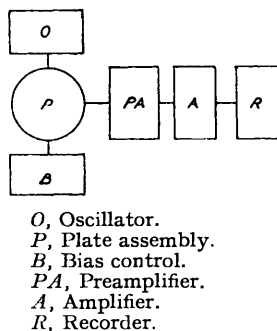 O
P
PA
A
R
B
O, Oscillator.
P, Plate assembly.
B, Bias control.
PA, Preamplifier.
A, Amplifier.
R, Recorder.